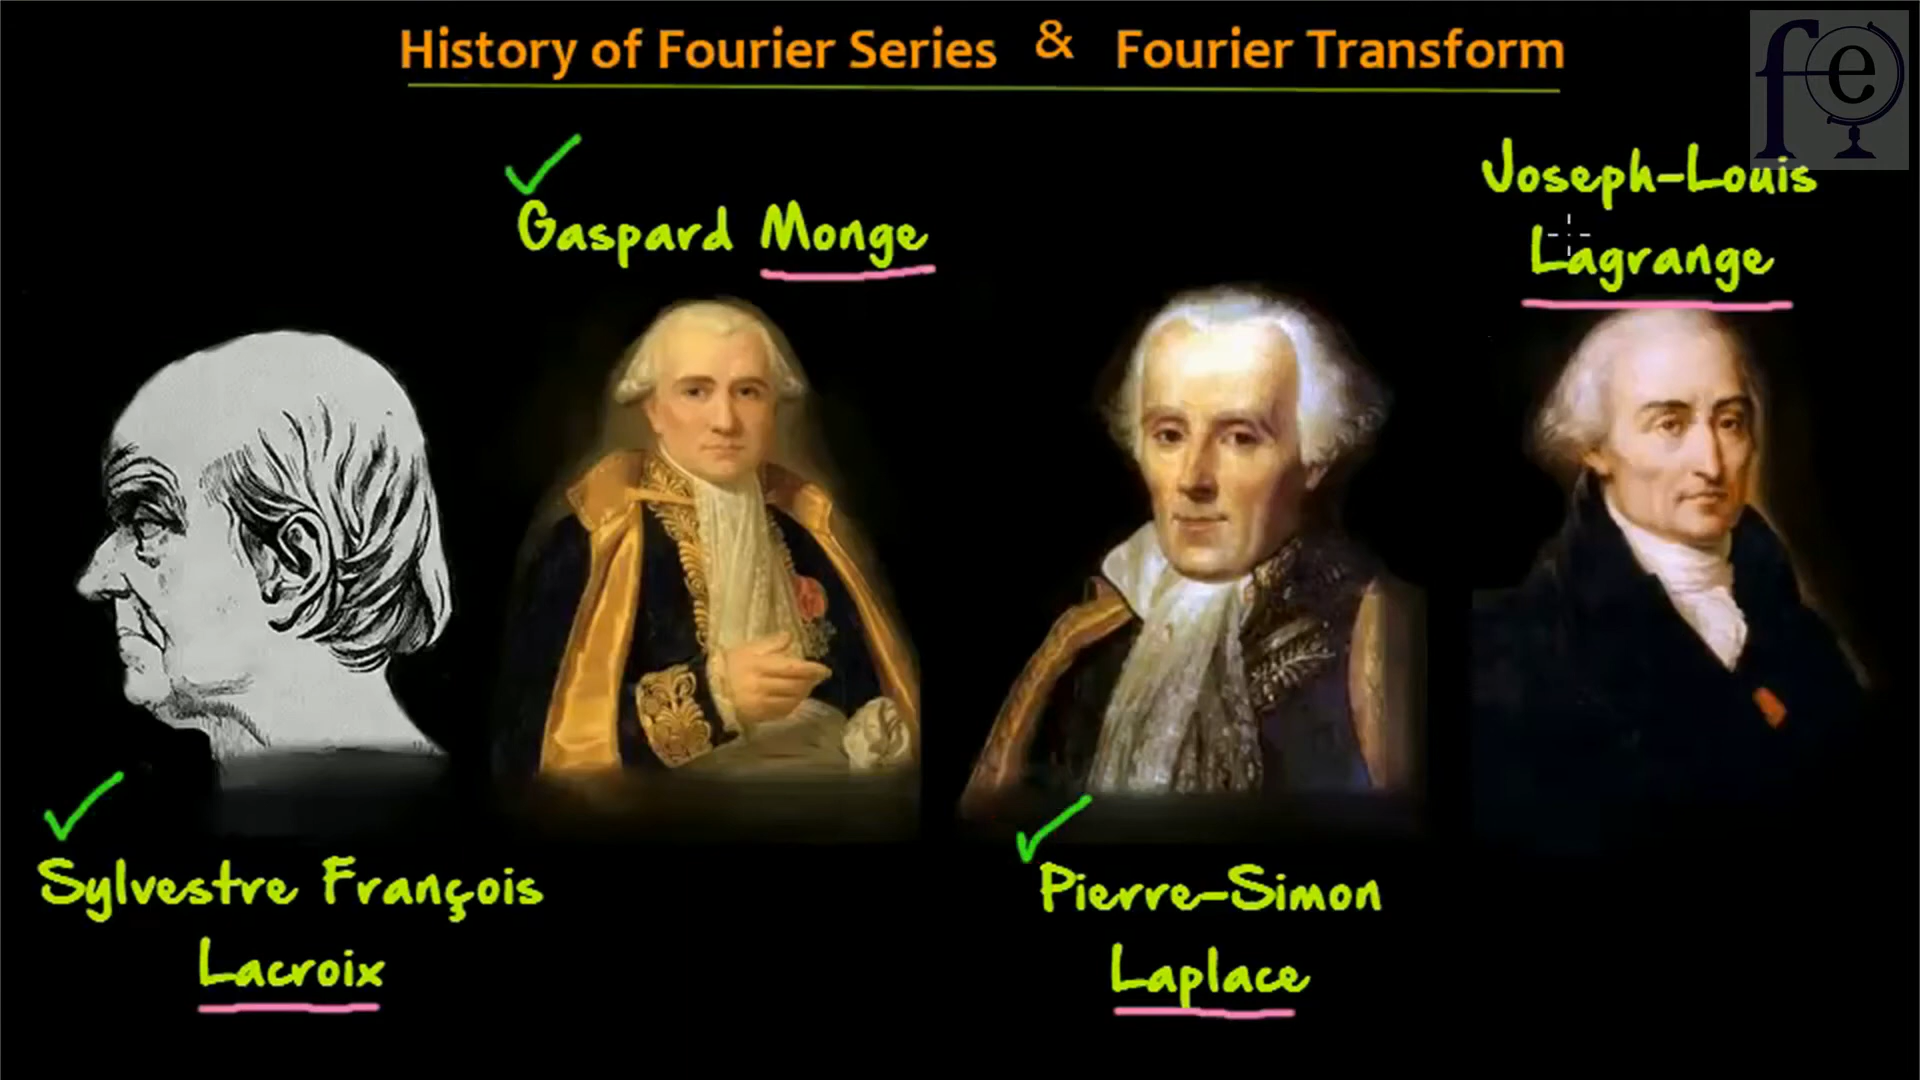 History of Fourier Series & Fourier Transform
fe
Gaspard Monge
Joseph-Louis
Lagrange
Sylvestre François
Lacroix
Pierre-Simon
Laplace